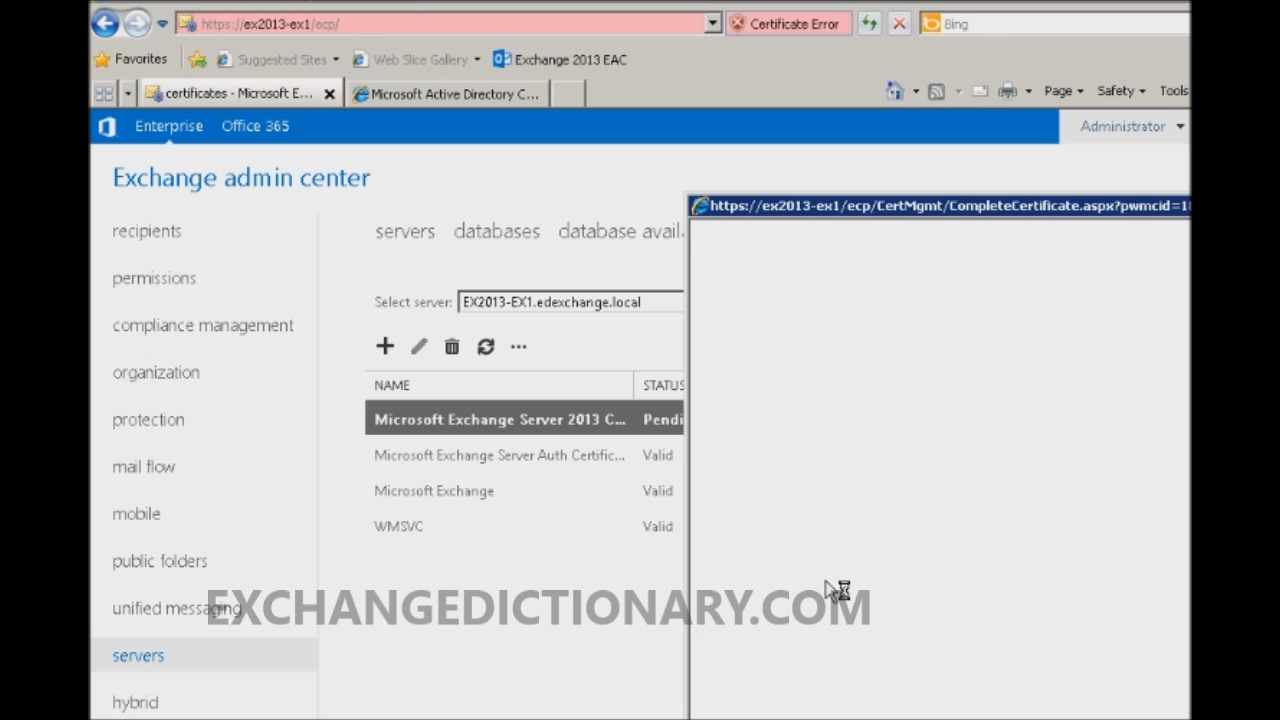 https://ex2013-ex1/ecp/
Certificate Error
Bing
Favorites
Suggested Sites
Web Slice Gallery
Exchange 2013 EAC
certificates - Microsoft E...
Microsoft Active Directory C...
Page
Safety
Tools
Enterprise
Office 365
Administrator
Exchange admin center
https://ex2013-ex1/ecp/CertMgmt/CompleteCertificate.aspx?pwmcid=1
recipients
servers
databases
database avail
permissions
Select server:
EX2013-EX1.edexchange.local
compliance management
organization
NAME
STATUS
protection
Microsoft Exchange Server 2013 C...
Pendi
mail flow
Microsoft Exchange Server Auth Certific...
Valid
mobile
Microsoft Exchange
Valid
WMSVC
Valid
public folders
unified messaging
EXCHANGEDICTIONARY.COM
servers
hybrid